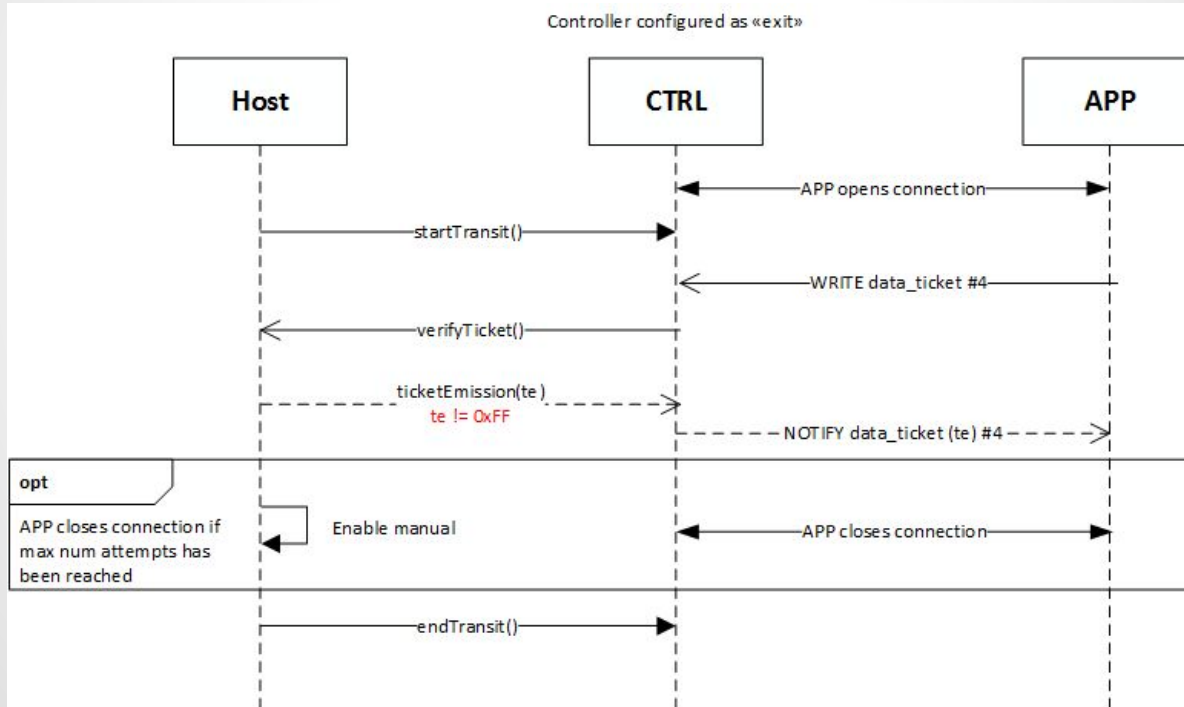 Controller configured as «exit»
Host
CTRL
APP
APP opens connection
startTransit()
WRITE data_ticket #4
verifyTicket()
ticketEmission(te)
te != 0xFF
NOTIFY data_ticket (te) #4
opt
APP closes connection if
max num attempts has
been reached
Enable manual
APP closes connection
endTransit()